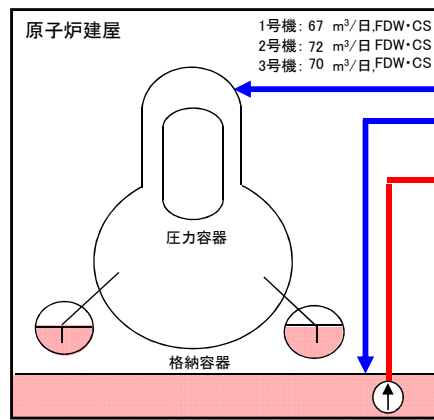 原子炉建屋
1号機: 67 m³/日,FDW・CS
2号機: 72 m³/日,FDW・CS
3号機: 70 m³/日,FDW・CS
圧力容器
格納容器